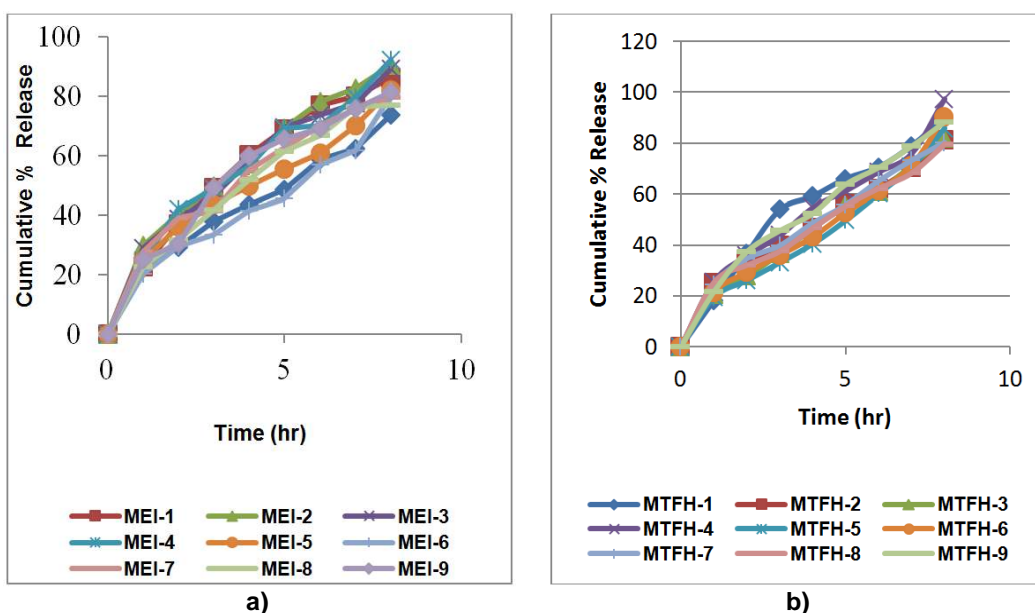 100
80
60
40
20
0
Cumulative % Release
0 5 10
Time (hr)
MEI-1 MEI-2 MEI-3
MEI-4 MEI-5 MEI-6
MEI-7 MEI-8 MEI-9
a)
120
100
80
60
40
20
0
Cumulative % Release
0 5 10
Time (hr)
MTFH-1 MTFH-2 MTFH-3
MTFH-4 MTFH-5 MTFH-6
MTFH-7 MTFH-8 MTFH-9
b)